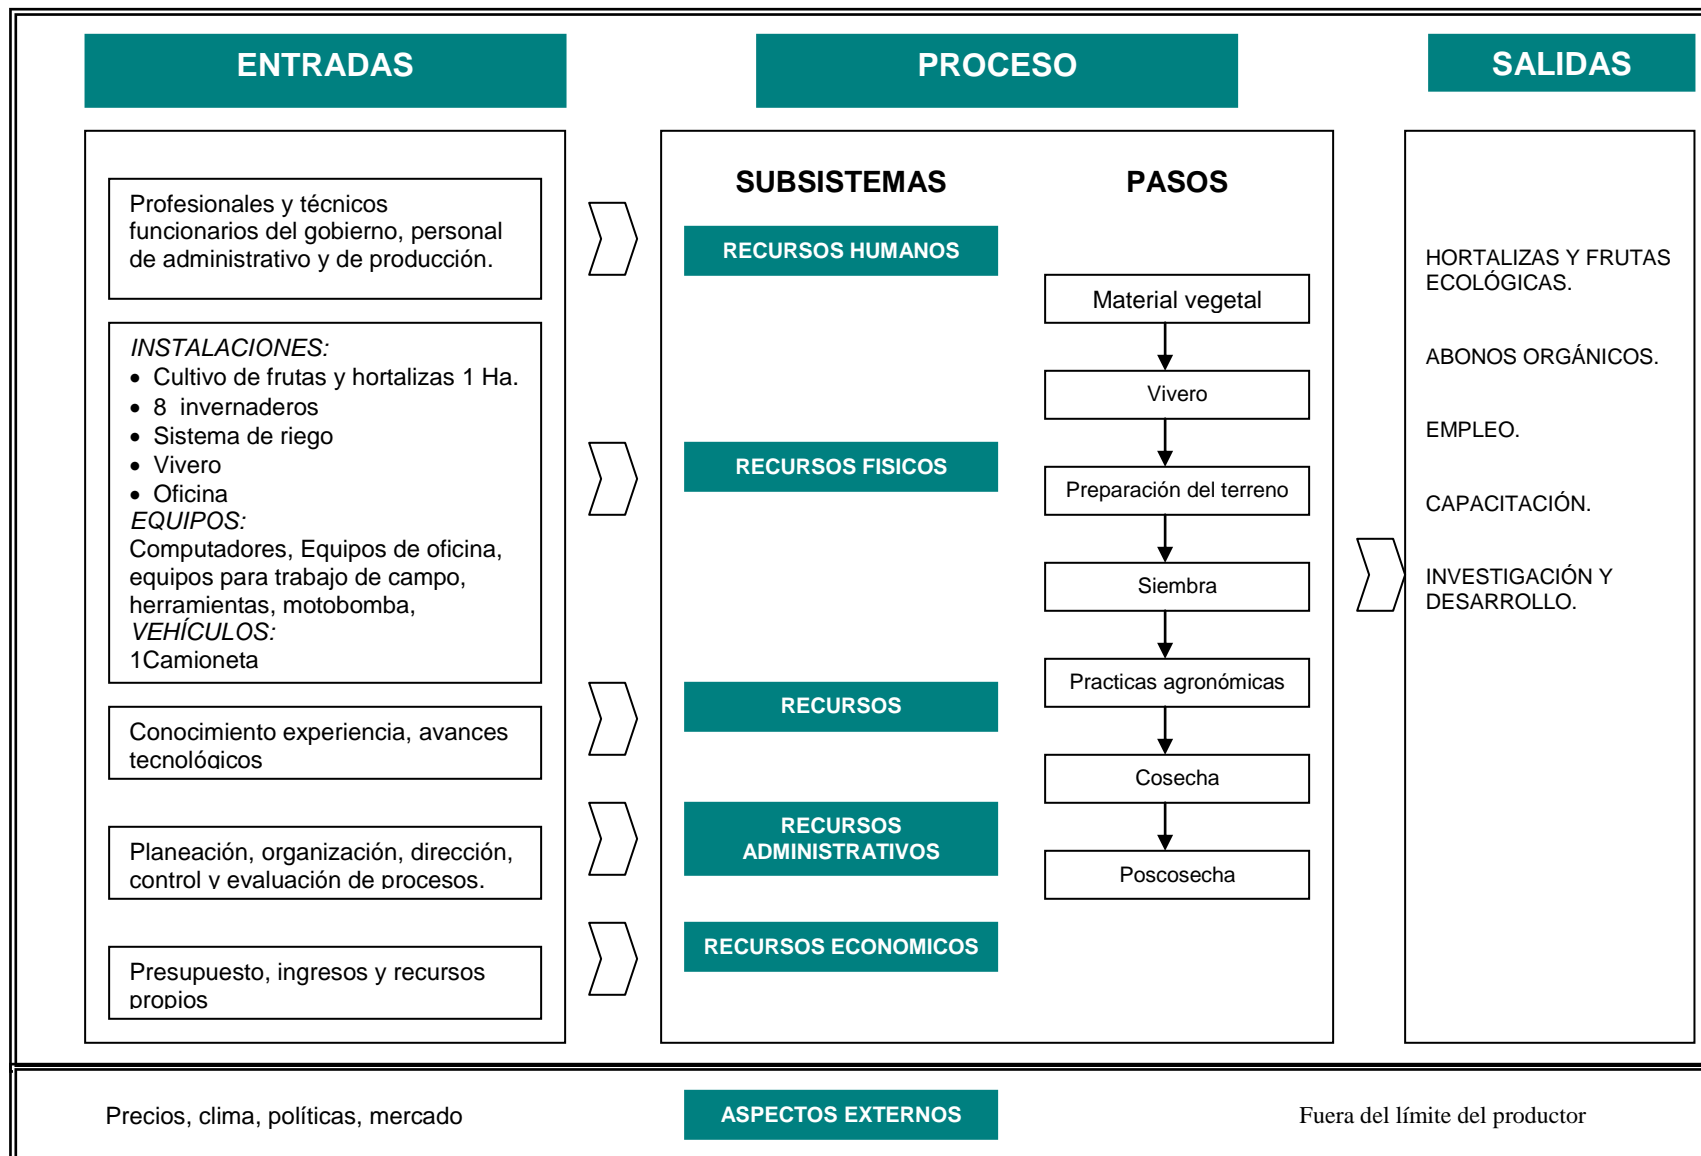 ENTRADAS
PROCESO
SALIDAS
Profesionales y técnicos
funcionarios del gobierno, personal
de administrativo y de producción.
INSTALACIONES:
• Cultivo de frutas y hortalizas 1 Ha.
• 8 invernaderos
• Sistema de riego
• Vivero
• Oficina
EQUIPOS:
Computadores, Equipos de oficina,
equipos para trabajo de campo,
herramientas, motobomba,
VEHÍCULOS:
1Camioneta
Conocimiento experiencia, avances
tecnológicos
Planeación, organización, dirección,
control y evaluación de procesos.
Presupuesto, ingresos y recursos
propios
SUBSISTEMAS
RECURSOS HUMANOS
RECURSOS FISICOS
RECURSOS
RECURSOS
ADMINISTRATIVOS
RECURSOS ECONOMICOS
PASOS
Material vegetal
Vivero
Preparación del terreno
Siembra
Practicas agronómicas
Cosecha
Poscosecha
HORTALIZAS Y FRUTAS
ECOLÓGICAS.
ABONOS ORGÁNICOS.
EMPLEO.
CAPACITACIÓN.
INVESTIGACIÓN Y
DESARROLLO.
Precios, clima, políticas, mercado
ASPECTOS EXTERNOS
Fuera del límite del productor